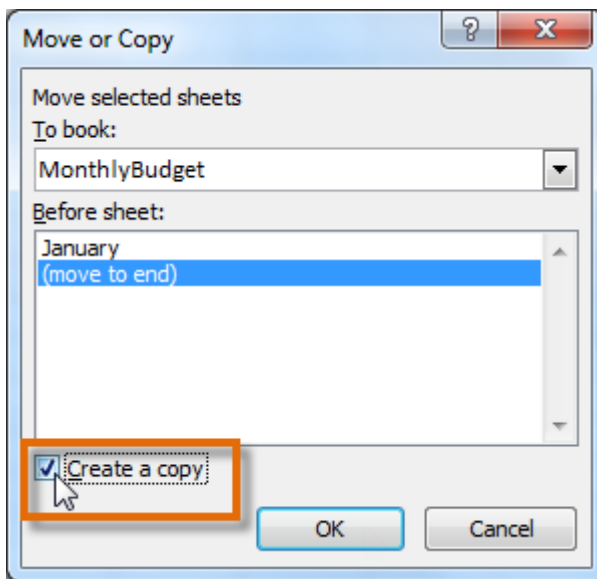 Move or Copy
Move selected sheets
To book:
MonthlyBudget
Before sheet:
January
(move to end)
Create a copy
OK Cancel